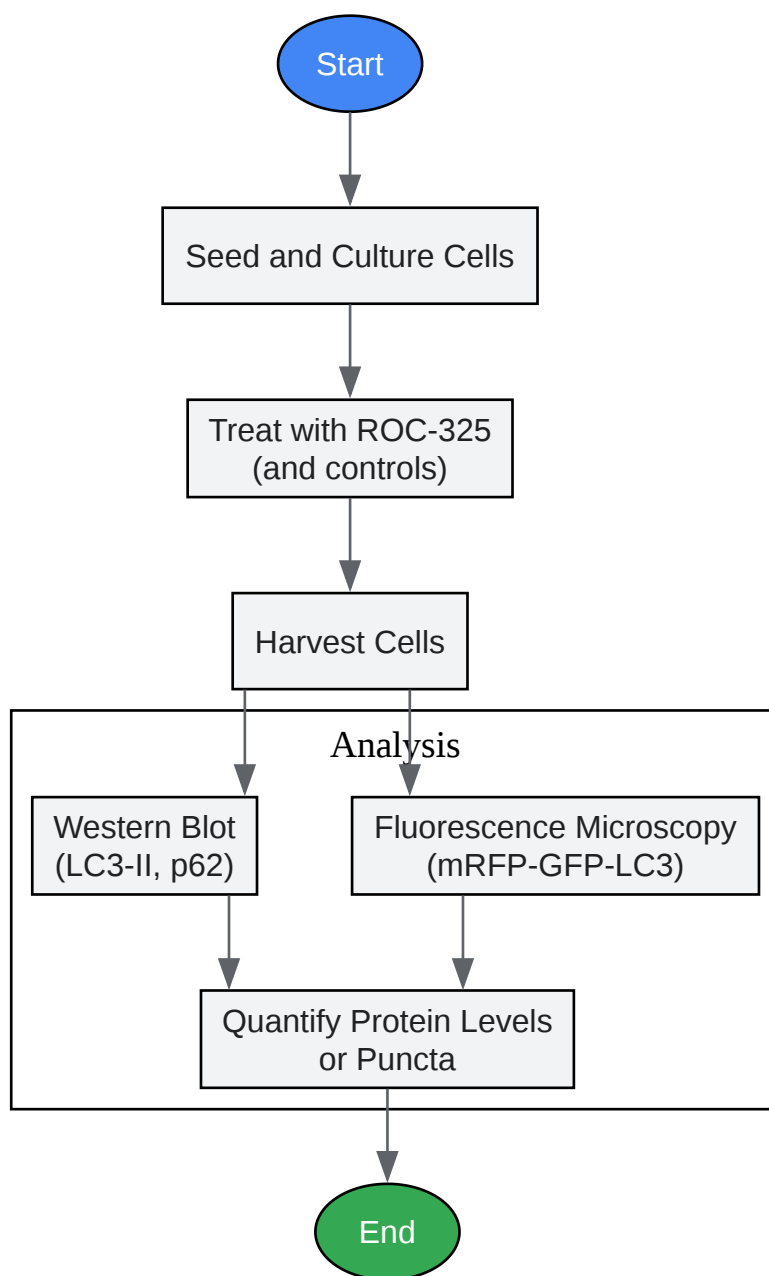 Start
Seed and Culture Cells
Treat with ROC-325
(and controls)
Harvest Cells
Analysis
Western Blot
(LC3-II, p62)
Fluorescence Microscopy
(mRFP-GFP-LC3)
Quantify Protein Levels
or Puncta
End